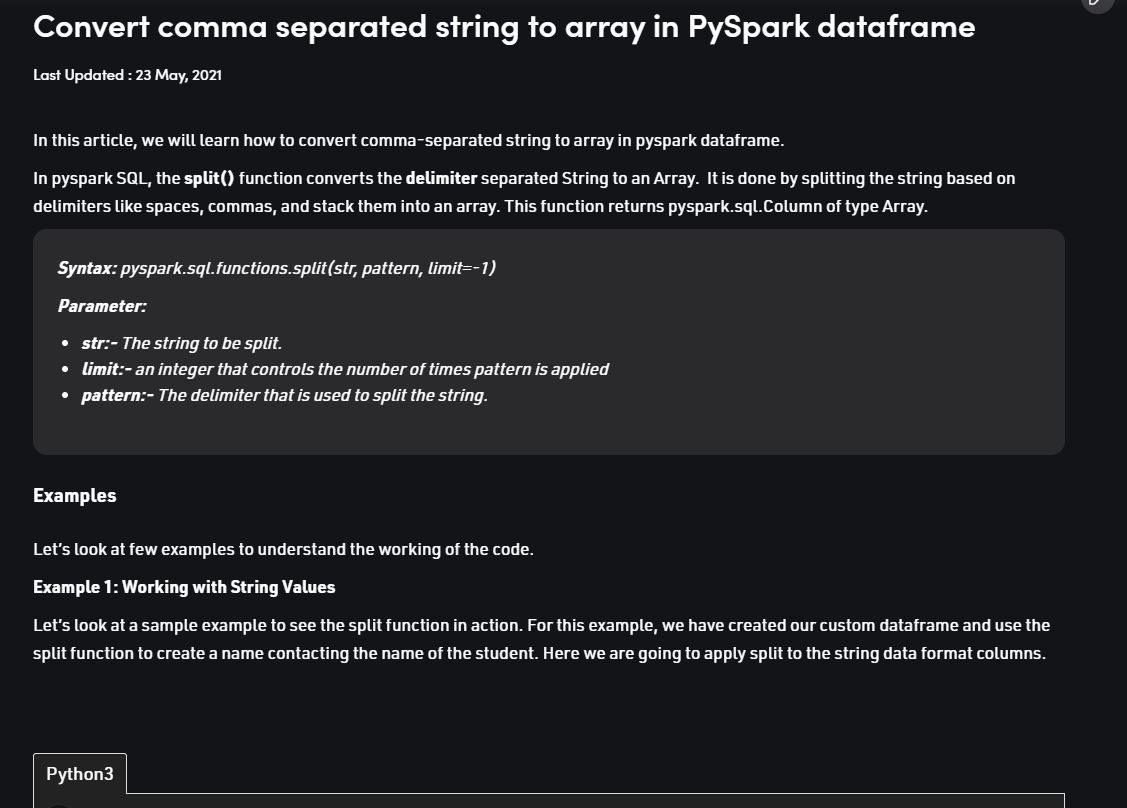 Convert comma separated string to array in PySpark dataframe
Last Updated : 23 May, 2021
In this article, we will learn how to convert comma-separated string to array in pyspark dataframe.
In pyspark SQL, the split() function converts the delimiter separated String to an Array.  It is done by splitting the string based on
delimiters like spaces, commas, and stack them into an array. This function returns pyspark.sql.Column of type Array.
Syntax: pyspark.sql.functions.split(str, pattern, limit=-1)
Parameter:
• str:- The string to be split.
• limit:- an integer that controls the number of times pattern is applied
• pattern:- The delimiter that is used to split the string.
Examples
Let's look at few examples to understand the working of the code.
Example 1: Working with String Values
Let's look at a sample example to see the split function in action. For this example, we have created our custom dataframe and use the
split function to create a name contacting the name of the student. Here we are going to apply split to the string data format columns.
Python3